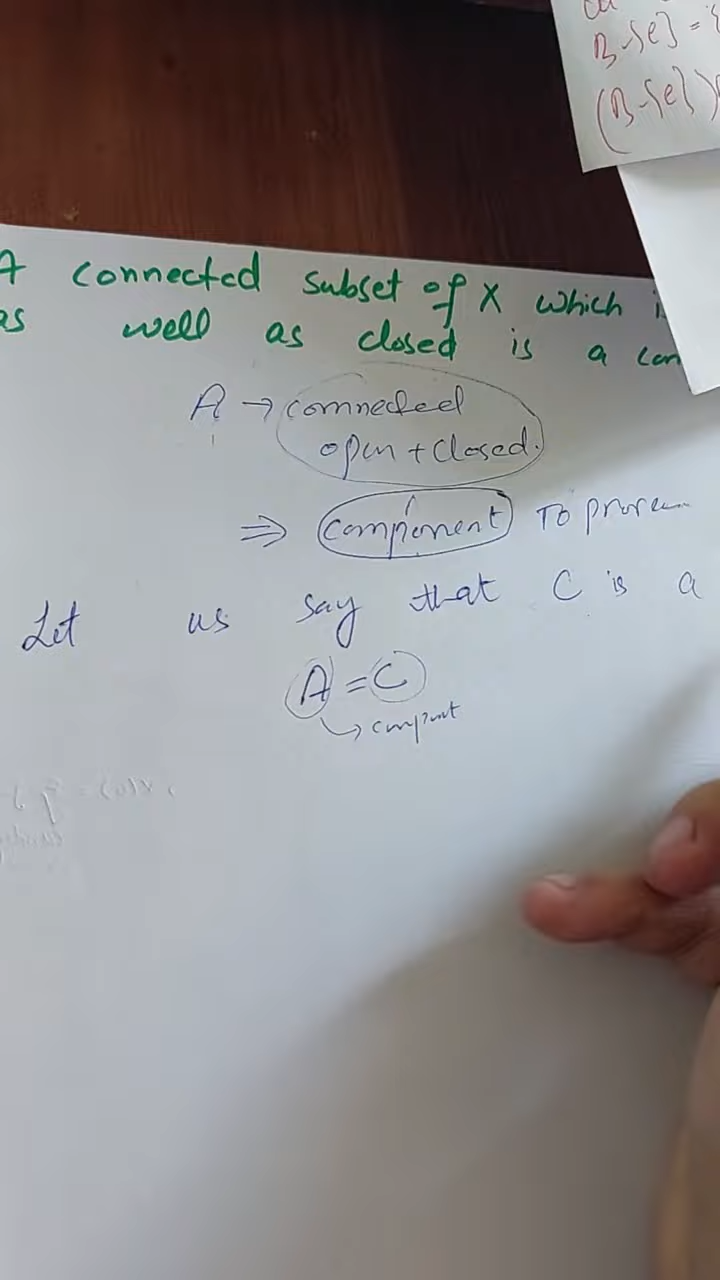 B-{e} = {
(B-{e})
A connected subset of X which is
as well as closed is a con
A → connected
open + closed.
⇒ component To prove
Let us say that C is a
A = C
↳ compnt